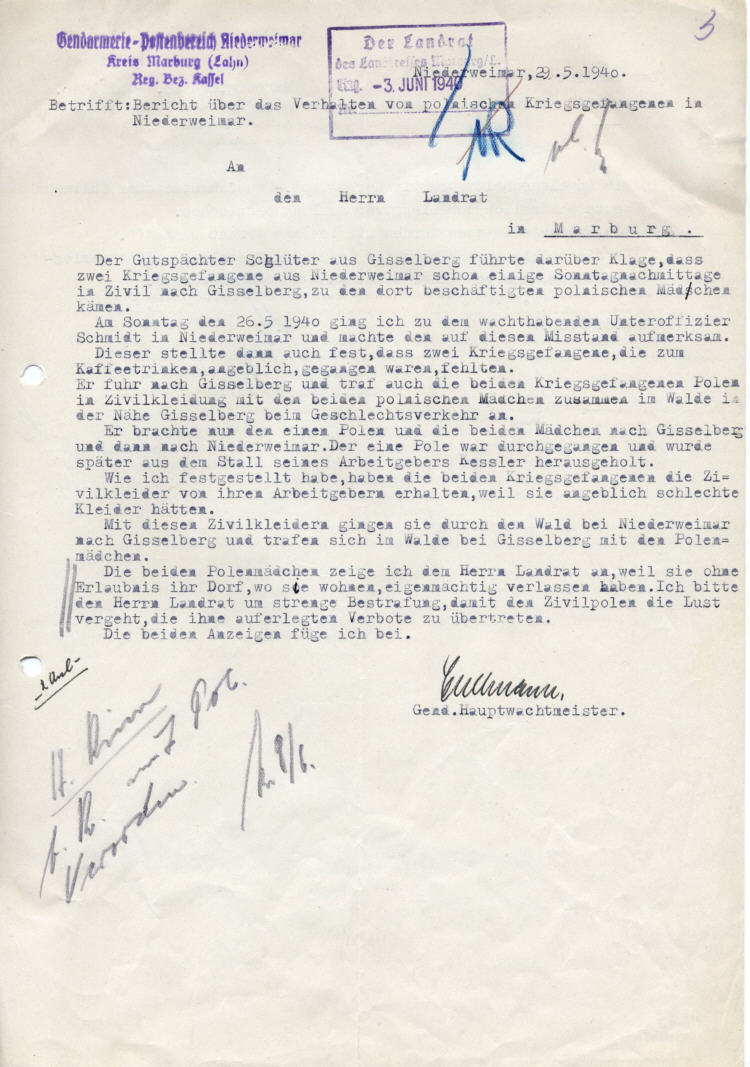 3
Gendarmerie-Postenbereich Niederweimar
Kreis Marburg (Lahn)
Reg. Bez. Kassel
Der Landrat
des Landkreises Marburg/L.
Eing. -3. JUNI 1940
Niederweimar,29.5.1940.
Betrifft:Bericht über das Verhalten von polnischen Kriegsgefangenen in
Niederweimar.
An
den Herrn Landrat
in Marburg.
Der Gutspächter Schlüter aus Gisselberg führte darüber Klage,dass
zwei Kriegsgefangene aus Niederweimar schon einige Sonntagnachmittage
in Zivil nach Gisselberg,zu den dort beschäftigten polnischen Mädchen
kämen.
Am Sonntag den 26.5 1940 ging ich zu dem wachthabenden Unteroffizier
Schmidt in Niederweimar und machte den auf diesen Misstand aufmerksam.
Dieser stellte dann auch fest,dass zwei Kriegsgefangene,die zum
Kaffeetrinken,angeblich,gegangen waren,fehlten.
Er fuhr nach Gisselberg und traf auch die beiden Kriegsgefangenen Polen
in Zivilkleidung mit den beiden polnischen Mädchen zusammen im Walde in
der Nähe Gisselberg beim Geschlechtsverkehr an.
Er brachte nun den einen Polen und die beiden Mädchen nach Gisselberg
und dann nach Niederweimar.Der eine Pole war durchgegangen und wurde
später aus dem Stall seines Arbeitgebers Kessler herausgeholt.
Wie ich festgestellt habe,haben die beiden Kriegsgefangenen die Zi=
vilkleider von ihren Arbeitgebern erhalten,weil sie angeblich schlechte
Kleider hätten.
Mit diesen Zivilkleidern gingen sie durch den Wald bei Niederweimar
nach Gisselberg und trafen sich im Walde bei Gisselberg mit den Polen=
mädchen.
Die beiden Polenmädchen zeige ich dem Herrn Landrat an,weil sie ohne
Erlaubnis ihr Dorf,wo sie wohnen,eigenmächtig verlassen haben.Ich bitte
den Herrn Landrat um strenge Bestrafung,damit den Zivilpolen die Lust
vergeht,die ihne auferlegten Verbote zu übertreten.
Die beiden Anzeigen füge ich bei.
Gend.Hauptwachtmeister.